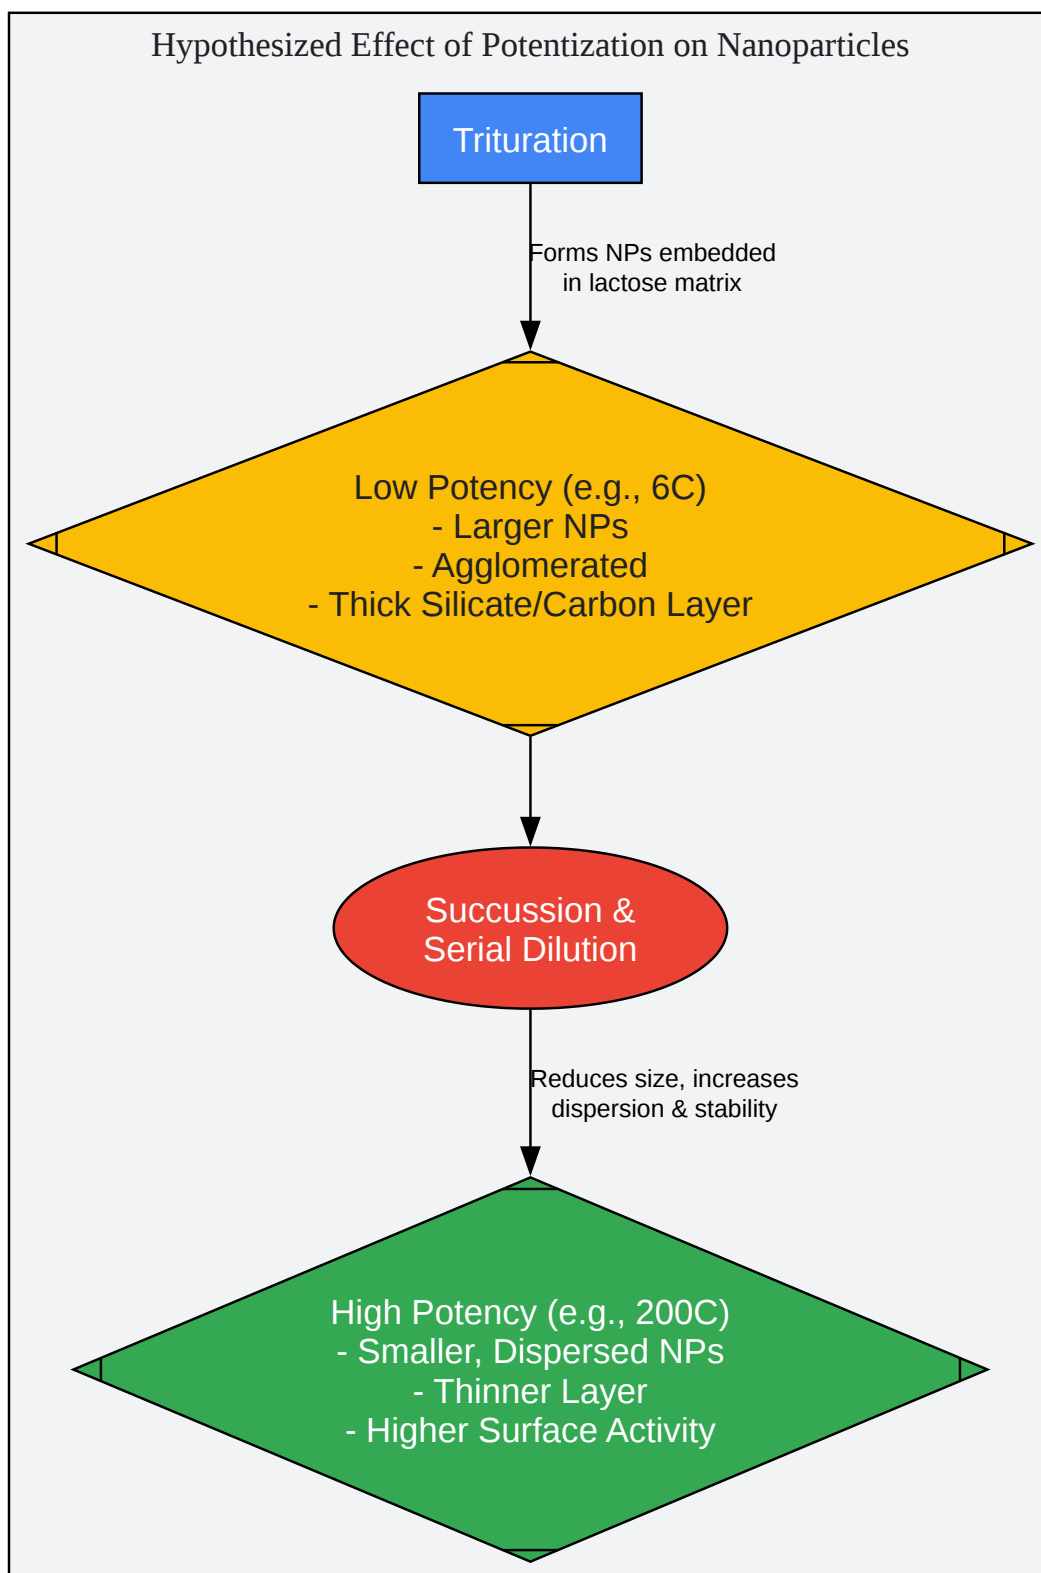 Hypothesized Effect of Potentization on Nanoparticles
Trituration
Forms NPs embedded
in lactose matrix
Low Potency (e.g., 6C)
- Larger NPs
- Agglomerated
- Thick Silicate/Carbon Layer
Succussion &
Serial Dilution
Reduces size, increases
dispersion & stability
High Potency (e.g., 200C)
- Smaller, Dispersed NPs
- Thinner Layer
- Higher Surface Activity